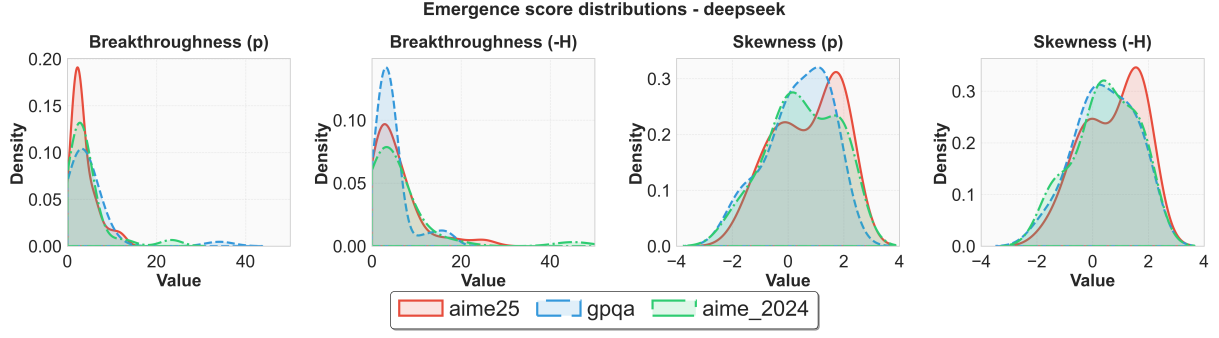 Emergence score distributions - deepseek
Breakthroughness (p)
Density
0.20
0.15
0.10
0.05
0.00
0 20 40
Value
Breakthroughness (-H)
Density
0.10
0.05
0.00
0 20 40
Value
Skewness (p)
Density
0.3
0.2
0.1
0.0
−4 −2 0 2 4
Value
Skewness (-H)
Density
0.3
0.2
0.1
0.0
−4 −2 0 2 4
Value
aime25 gpqa aime_2024